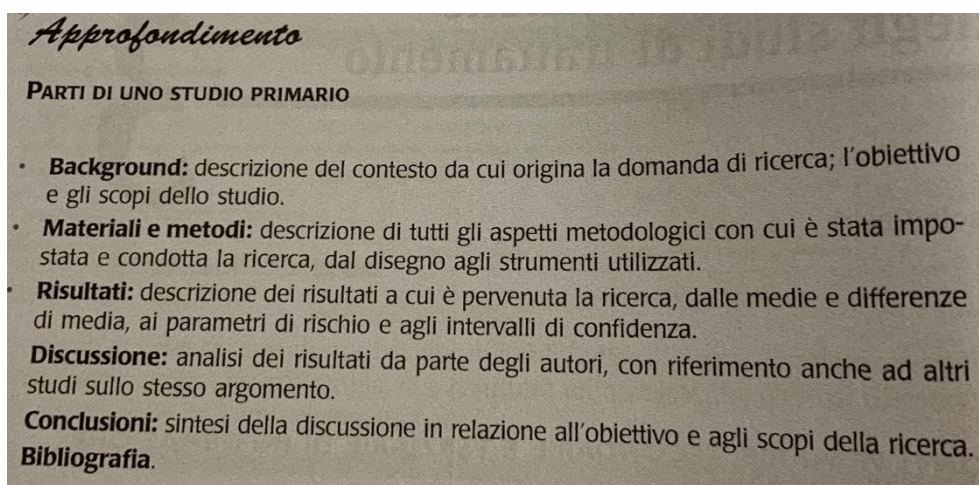 Approfondimento
PARTI DI UNO STUDIO PRIMARIO
• Background: descrizione del contesto da cui origina la domanda di ricerca; l'obiettivo
e gli scopi dello studio.
• Materiali e metodi: descrizione di tutti gli aspetti metodologici con cui è stata impo-
stata e condotta la ricerca, dal disegno agli strumenti utilizzati.
• Risultati: descrizione dei risultati a cui è pervenuta la ricerca, dalle medie e differenze
di media, ai parametri di rischio e agli intervalli di confidenza.
Discussione: analisi dei risultati da parte degli autori, con riferimento anche ad altri
studi sullo stesso argomento.
Conclusioni: sintesi della discussione in relazione all'obiettivo e agli scopi della ricerca.
Bibliografia.